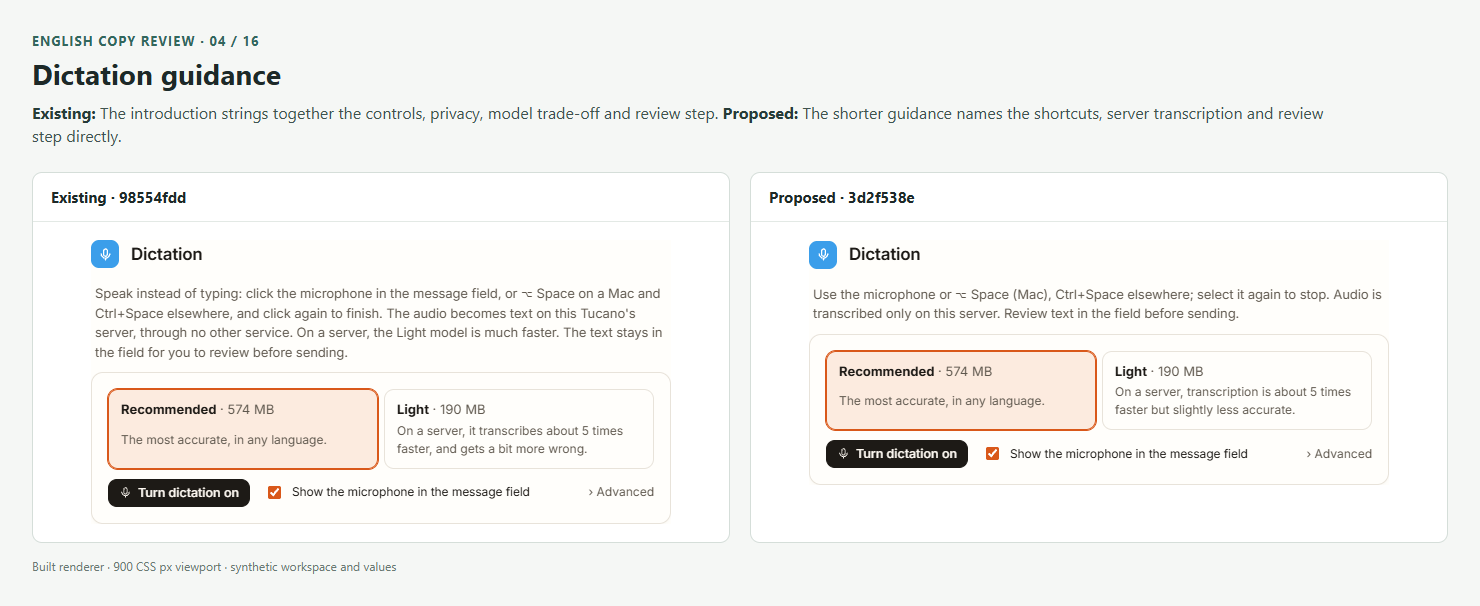 ENGLISH COPY REVIEW · 04 / 16
Dictation guidance
Existing: The introduction strings together the controls, privacy, model trade-off and review step. Proposed: The shorter guidance names the shortcuts, server transcription and review
step directly.
Existing · 98554fdd
Dictation
Speak instead of typing: click the microphone in the message field, or ⌥ Space on a Mac and
Ctrl+Space elsewhere, and click again to finish. The audio becomes text on this Tucano's
server, through no other service. On a server, the Light model is much faster. The text stays in
the field for you to review before sending.
Recommended · 574 MB
The most accurate, in any language.
Light · 190 MB
On a server, it transcribes about 5 times
faster, and gets a bit more wrong.
Turn dictation on
Show the microphone in the message field
› Advanced
Proposed · 3d2f538e
Dictation
Use the microphone or ⌥ Space (Mac), Ctrl+Space elsewhere; select it again to stop. Audio is
transcribed only on this server. Review text in the field before sending.
Recommended · 574 MB
The most accurate, in any language.
Light · 190 MB
On a server, transcription is about 5 times
faster but slightly less accurate.
Turn dictation on
Show the microphone in the message field
› Advanced
Built renderer · 900 CSS px viewport · synthetic workspace and values